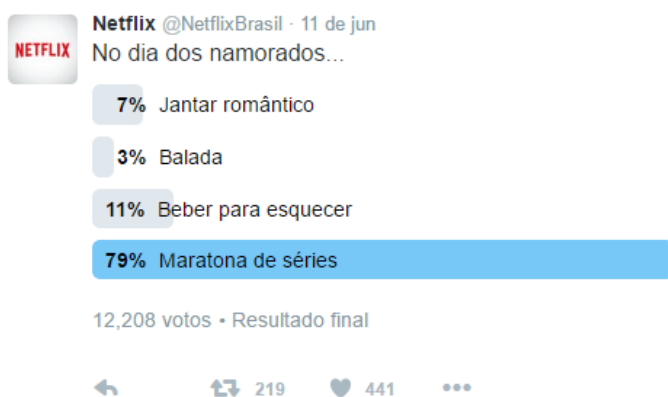 NETFLIX
Netflix @NetflixBrasil · 11 de jun
No dia dos namorados...
7% Jantar romântico
3% Balada
11% Beber para esquecer
79% Maratona de séries
12,208 votos • Resultado final
219 441